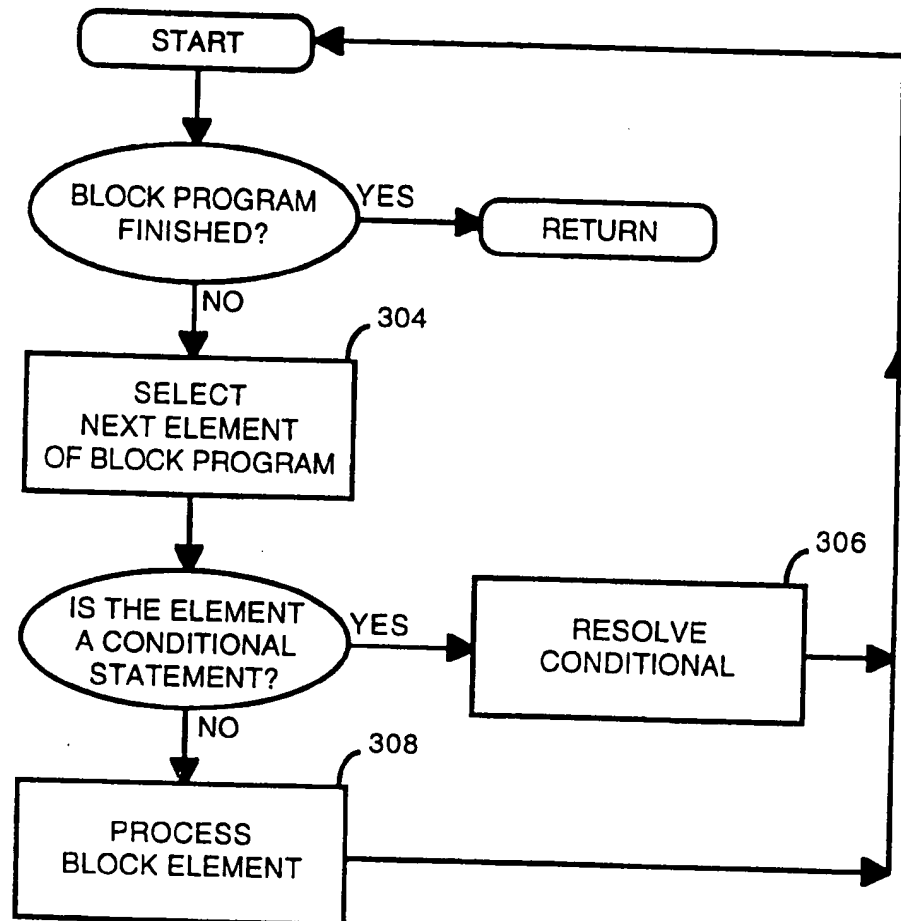 START
BLOCK PROGRAM
FINISHED?
YES
RETURN
NO
304
SELECT
NEXT ELEMENT
OF BLOCK PROGRAM
IS THE ELEMENT
A CONDITIONAL
STATEMENT?
YES
306
RESOLVE
CONDITIONAL
NO
308
PROCESS
BLOCK ELEMENT